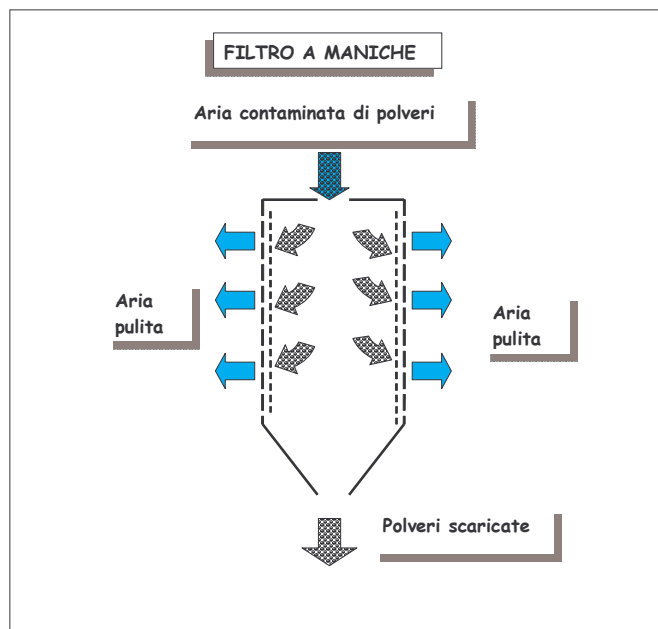 FILTRO A MANICHE
Aria contaminata di polveri
Aria
pulita
Aria
pulita
Polveri scaricate